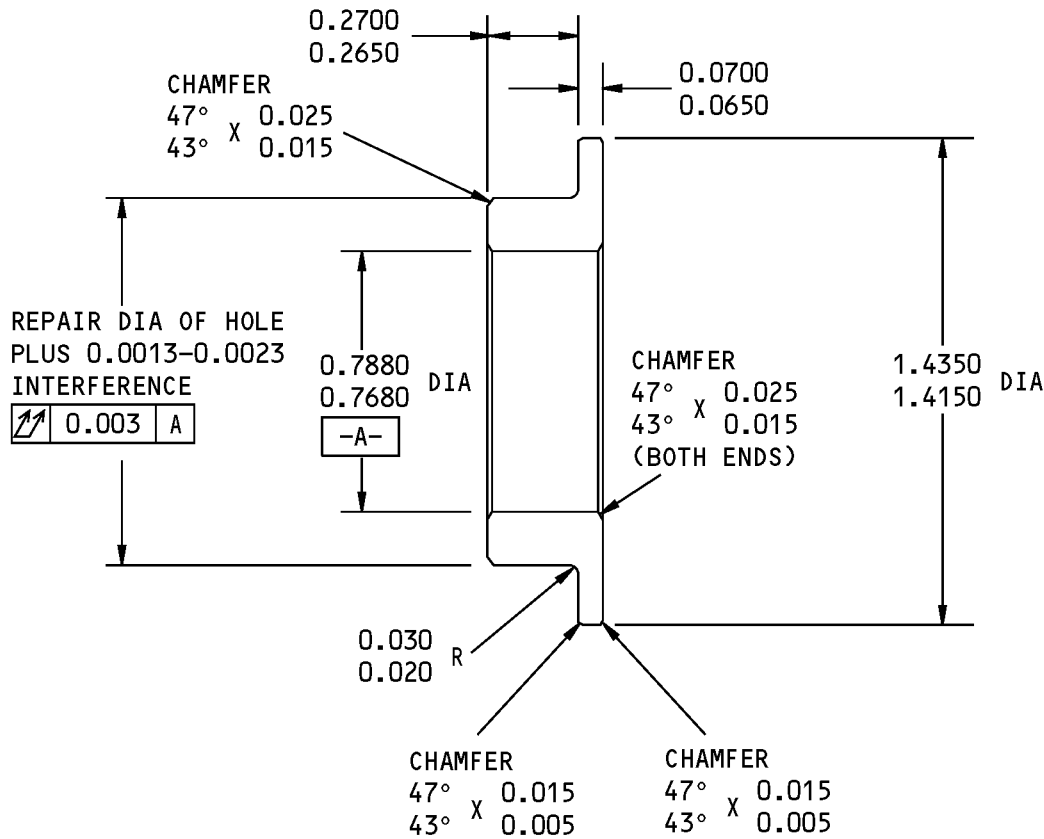 0.2700
0.2650
0.0700
0.0650
CHAMFER
47° X 0.025
43° 0.015
REPAIR DIA OF HOLE
PLUS 0.0013-0.0023
INTERFERENCE
0.003 A
0.7880 DIA
0.7680
-A-
CHAMFER
47° X 0.025
43° 0.015
(BOTH ENDS)
1.4350 DIA
1.4150
0.030 R
0.020
CHAMFER
47° X 0.015
43° 0.005
CHAMFER
47° X 0.015
43° 0.005